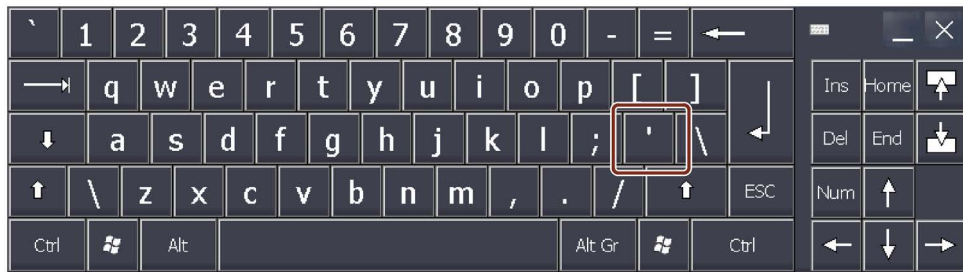 ` 1 2 3 4 5 6 7 8 9 0 - =
q w e r t y u i o p [ ] Ins Home
a s d f g h j k l ; ' \ Del End
\ z x c v b n m , . / ESC Num
Ctrl Alt Alt Gr Ctrl